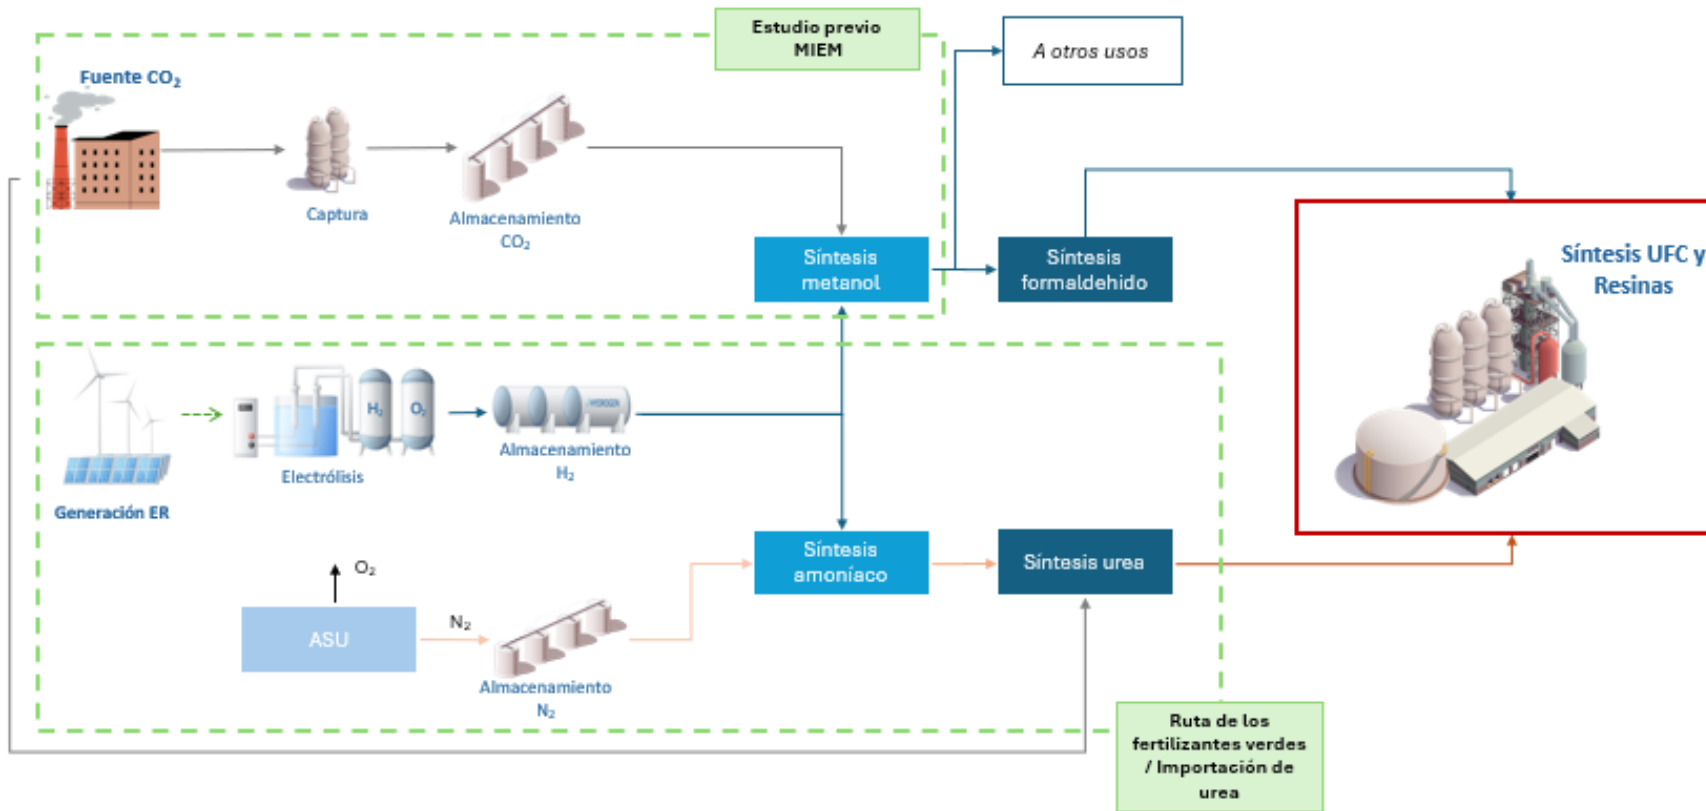 Estudio previo
MIEM
A otros usos
Fuente CO₂
Captura
Almacenamiento
CO₂
Síntesis
metanol
Síntesis
formaldehido
Síntesis UFC y
Resinas
H₂
O₂
HYDROGEN
Electrólisis
Almacenamiento
H₂
Generación ER
Síntesis
amoníaco
Síntesis urea
O₂
ASU
N₂
Almacenamiento
N₂
Ruta de los
fertilizantes verdes
/ Importación de
urea